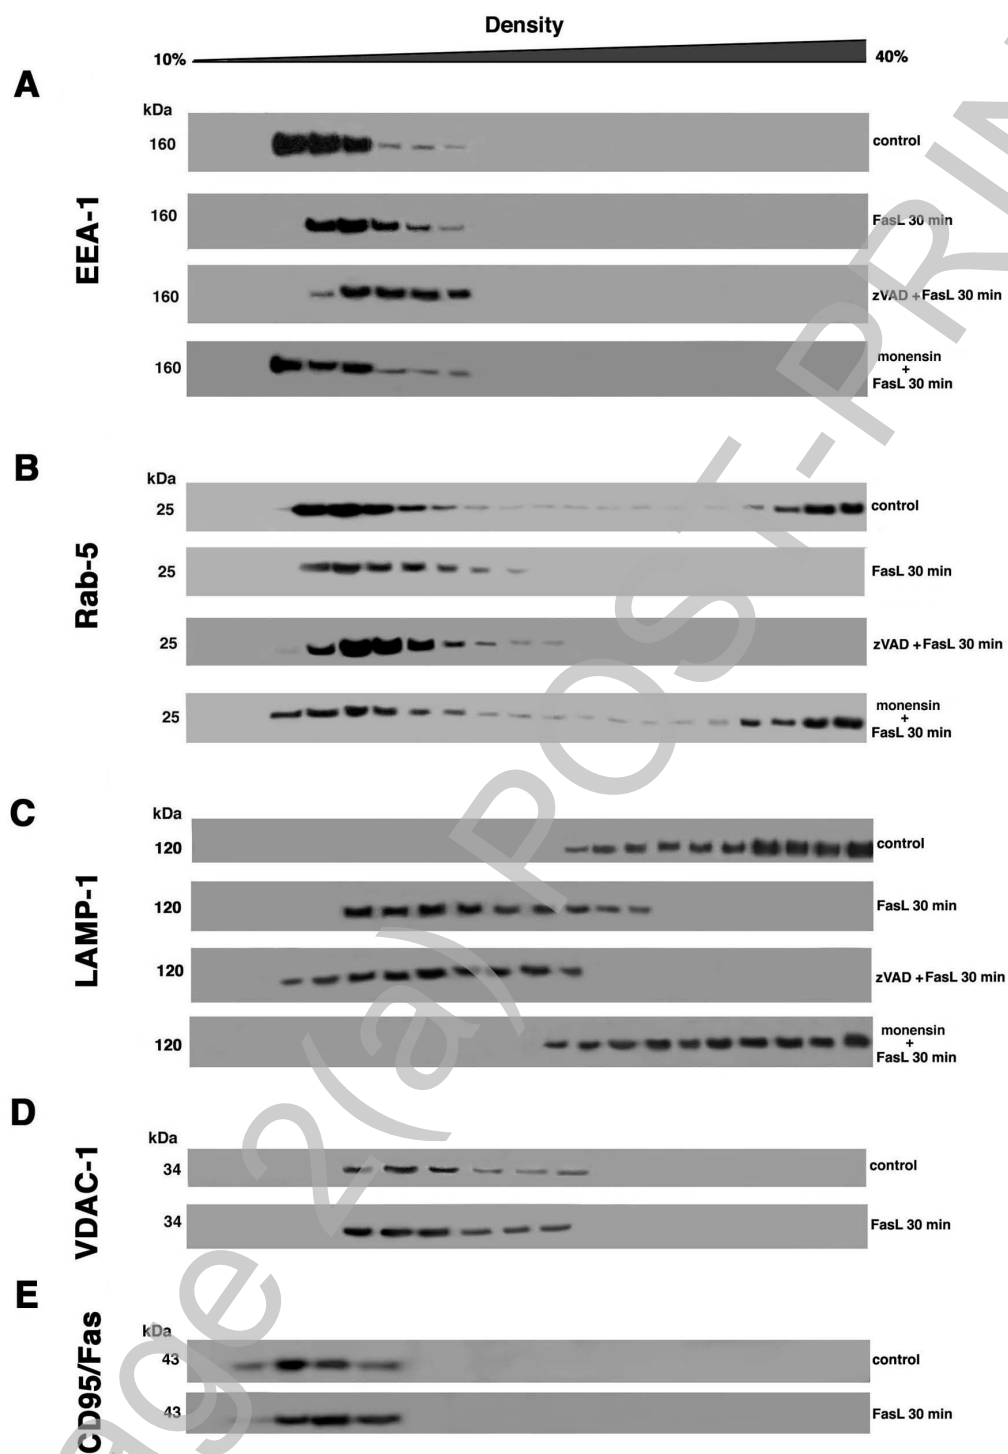 Density
10% 40%
A
kDa
EEA-1
160 control
160 FasL 30 min
160 zVAD +FasL 30 min
160 monensin
+
FasL 30 min
B
kDa
Rab-5
25 control
25 FasL 30 min
25 zVAD +FasL 30 min
25 monensin
+
FasL 30 min
C
kDa
LAMP-1
120 control
120 FasL 30 min
120 zVAD +FasL 30 min
120 monensin
+
FasL 30 min
D
kDa
VDAC-1
34 control
34 FasL 30 min
E
kDa
CD95/Fas
43 control
43 FasL 30 min
age 2(a) POST-PRIN